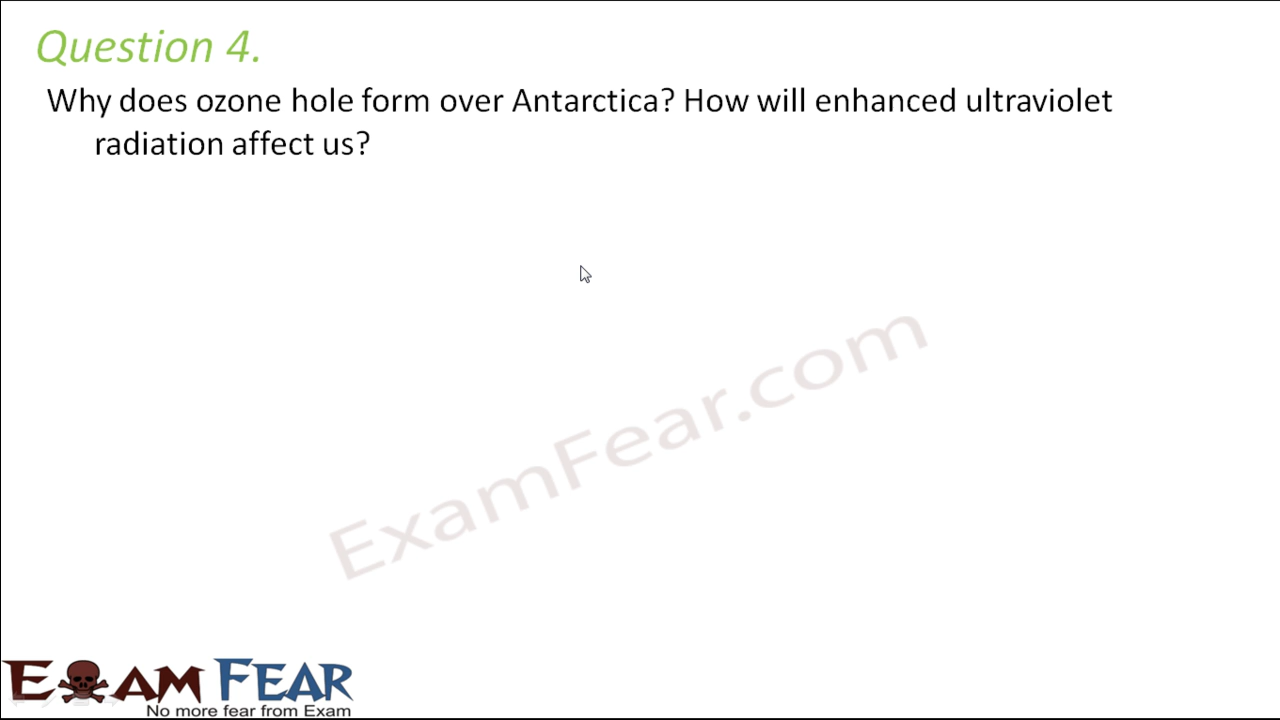 Question 4.
Why does ozone hole form over Antarctica? How will enhanced ultraviolet
radiation affect us?
ExamFear.com
EXAM FEAR
No more fear from Exam